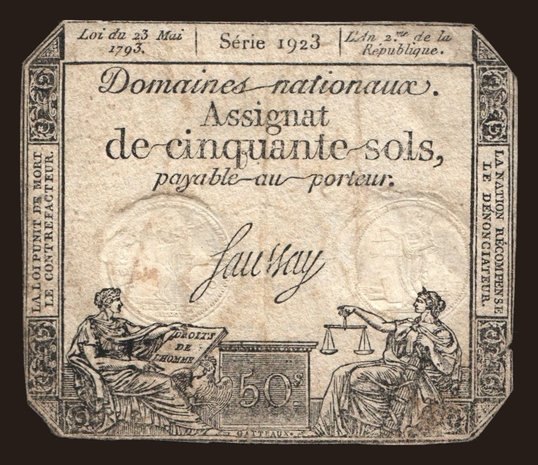 Loi du 23 Mai
1793.
Série 1923
L'An 2.me de la
République.
Domaines nationaux.
Assignat
de cinquante sols,
payable au porteur.
LA LOI PUNIT DE MORT
LE CONTREFACTEUR.
LA NATION RÉCOMPENSE
LE DÉNONCIATEUR.
Saussay
DROITS
DE
L'HOMME
50s
GATTEAUX